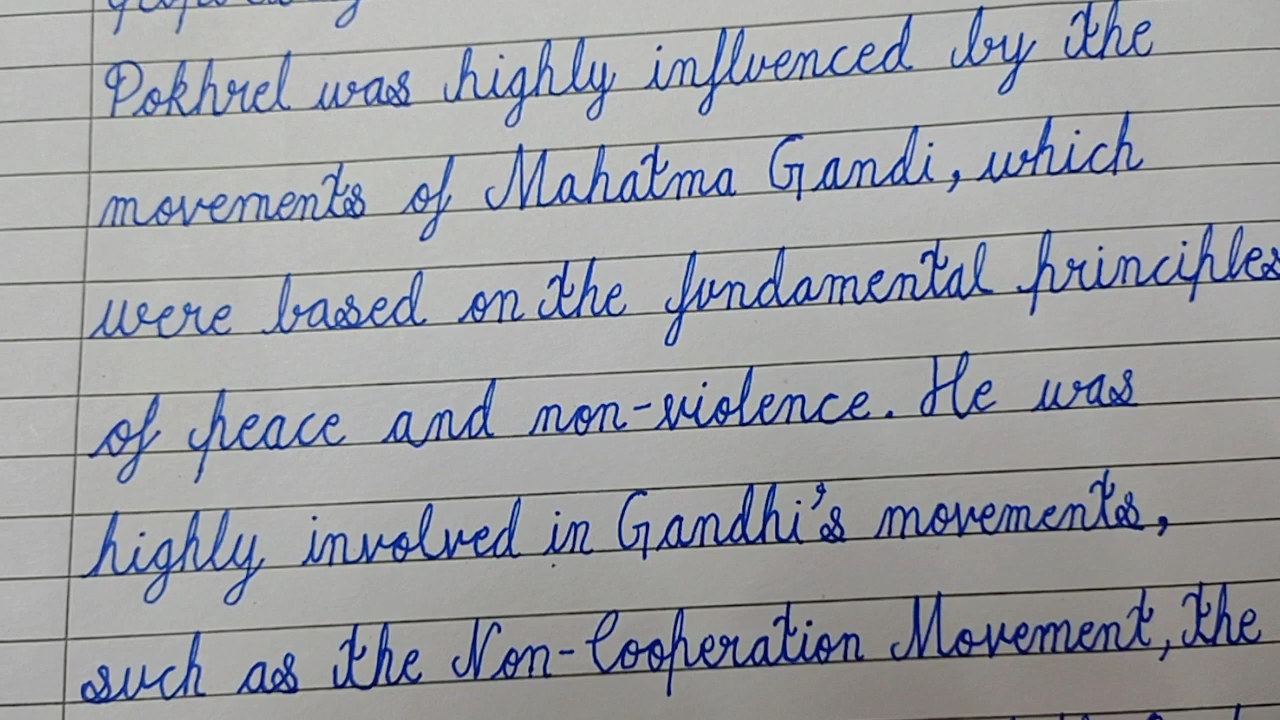 Pokhrel was highly influenced by the
movements of Mahatma Gandi, which
were based on the fundamental principles
of peace and non-violence. He was
highly involved in Gandhi's movements,
such as the Non-Cooperation Movement, the